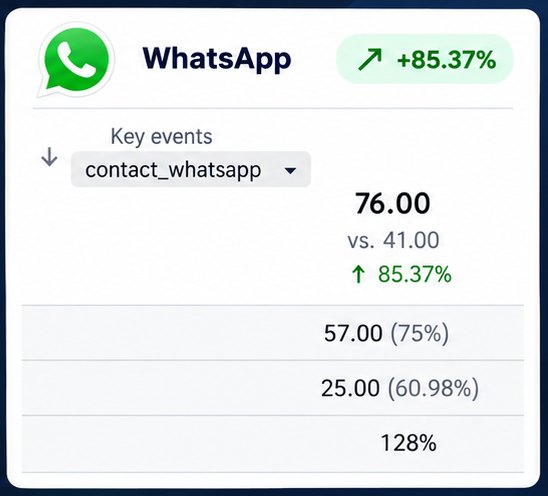 WhatsApp
↗ +85.37%
Key events
↓ contact_whatsapp
76.00
vs. 41.00
↑ 85.37%
57.00 (75%)
25.00 (60.98%)
128%